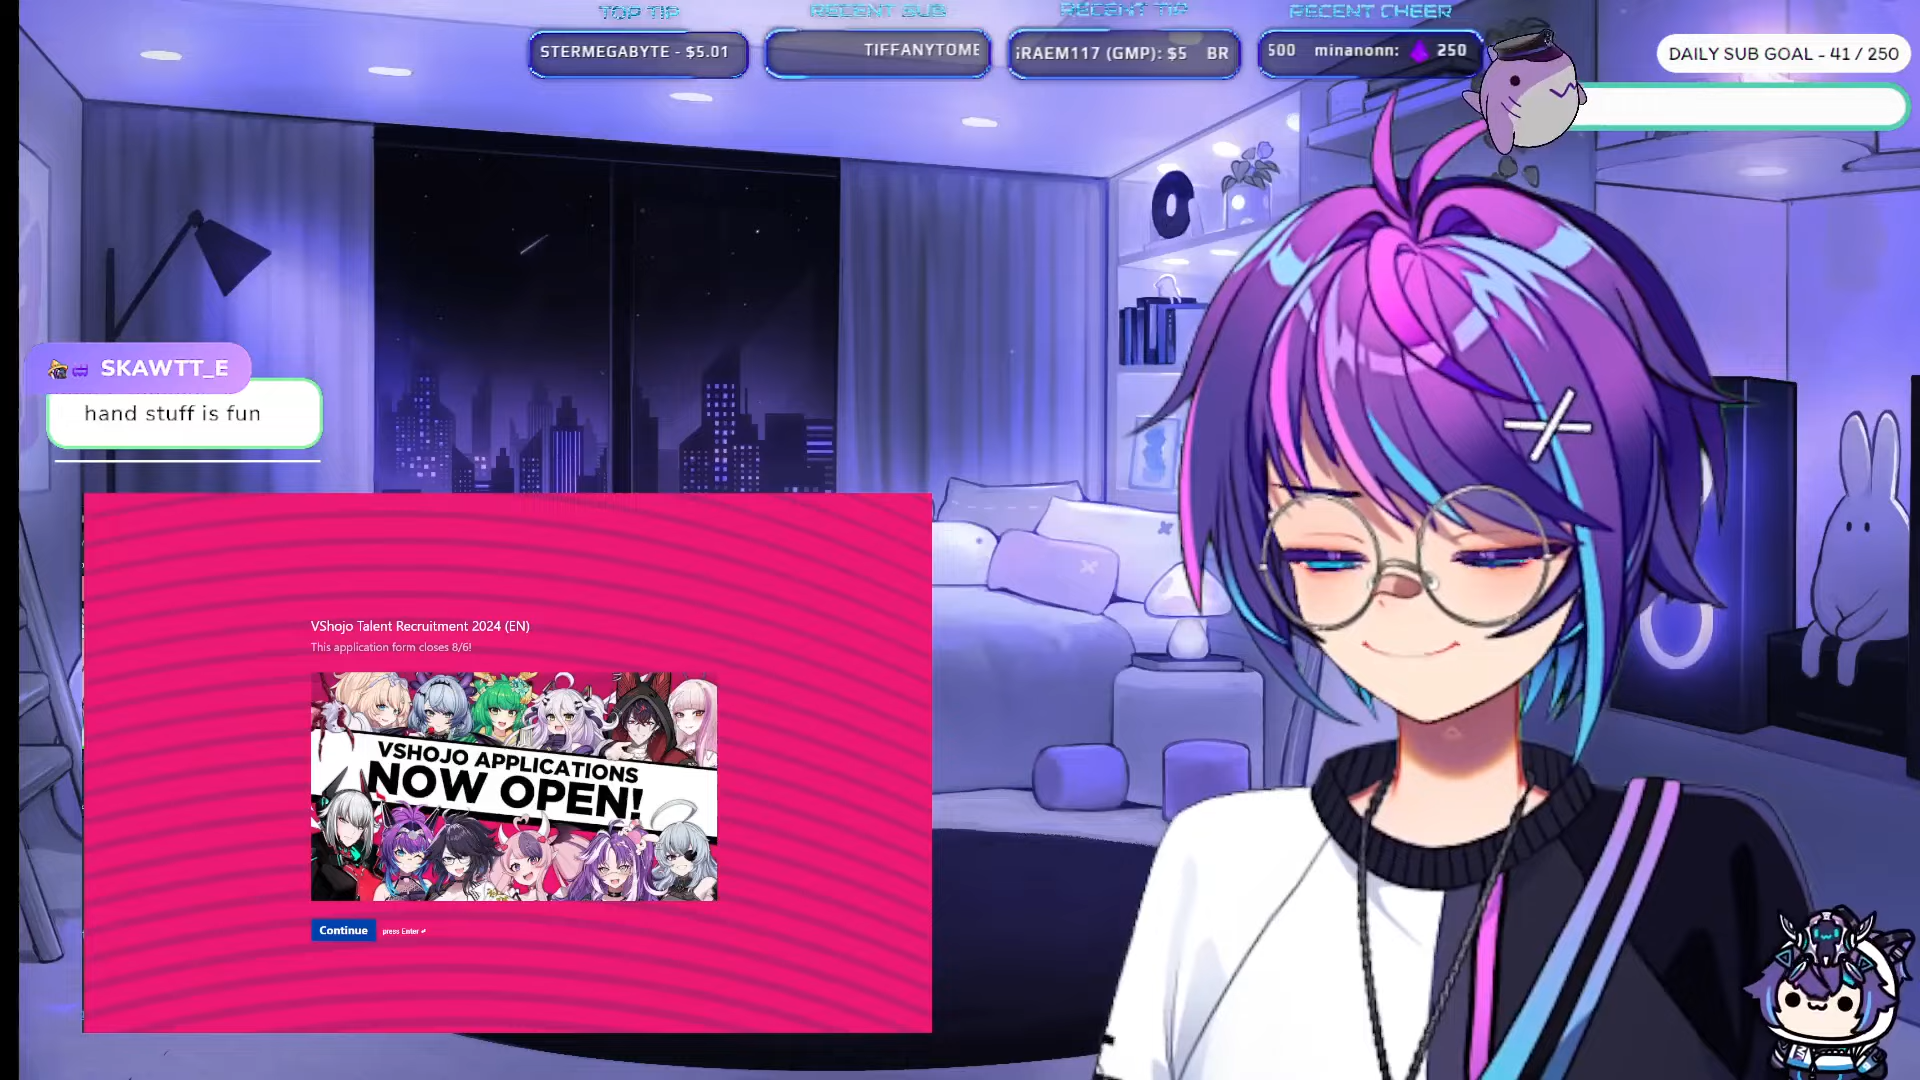 TOP TIP
RECENT SUB
RECENT TIP
RECENT CHEER
STERMEGABYTE - $5.01
TIFFANYTOME
iRAEM117 (GMP): $5 BR
500 minanonn: 250
DAILY SUB GOAL - 41 / 250
SKAWTT_E
hand stuff is fun
VShojo Talent Recruitment 2024 (EN)
This application form closes 8/6!
VSHOJO APPLICATIONS
NOW OPEN!
Continue
press Enter ↵